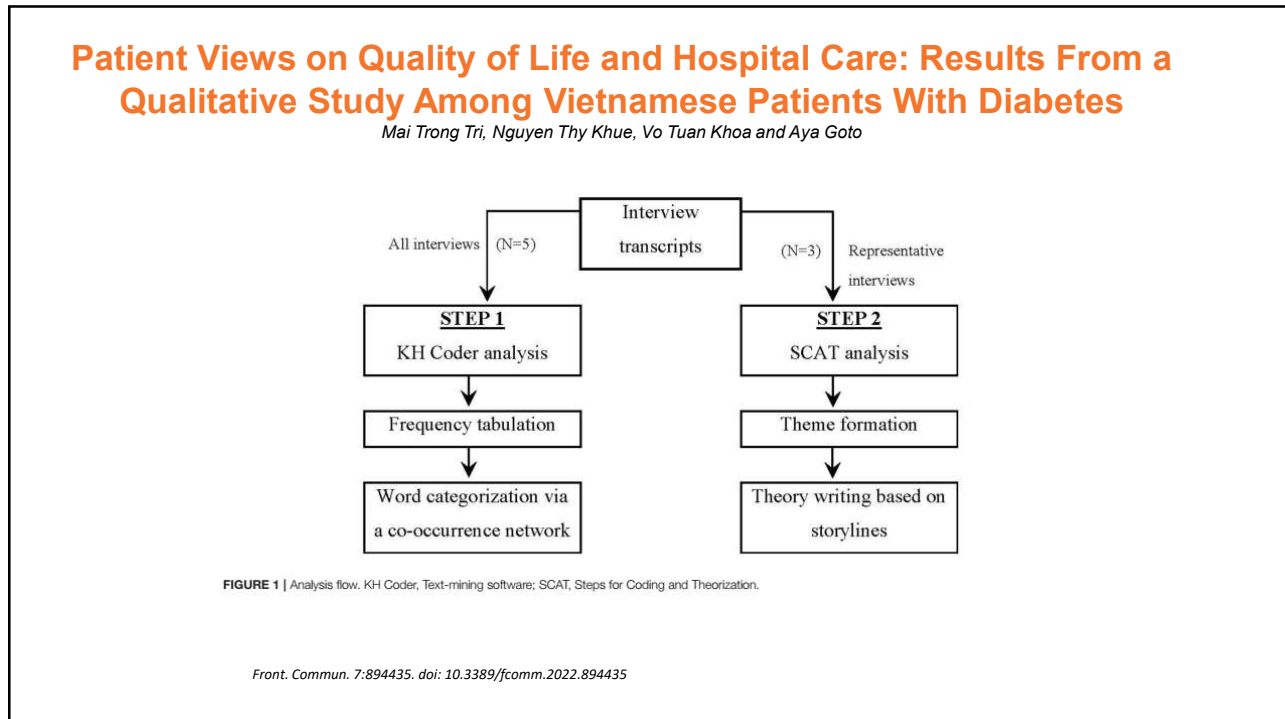 Patient Views on Quality of Life and Hospital Care: Results From a
Qualitative Study Among Vietnamese Patients With Diabetes
Mai Trong Tri, Nguyen Thy Khue, Vo Tuan Khoa and Aya Goto
Interview
transcripts
All interviews (N=5)
(N=3) Representative
interviews
STEP 1
KH Coder analysis
STEP 2
SCAT analysis
Frequency tabulation
Theme formation
Word categorization via
a co-occurrence network
Theory writing based on
storylines
FIGURE 1 | Analysis flow. KH Coder, Text-mining software; SCAT, Steps for Coding and Theorization.
Front. Commun. 7:894435. doi: 10.3389/fcomm.2022.894435